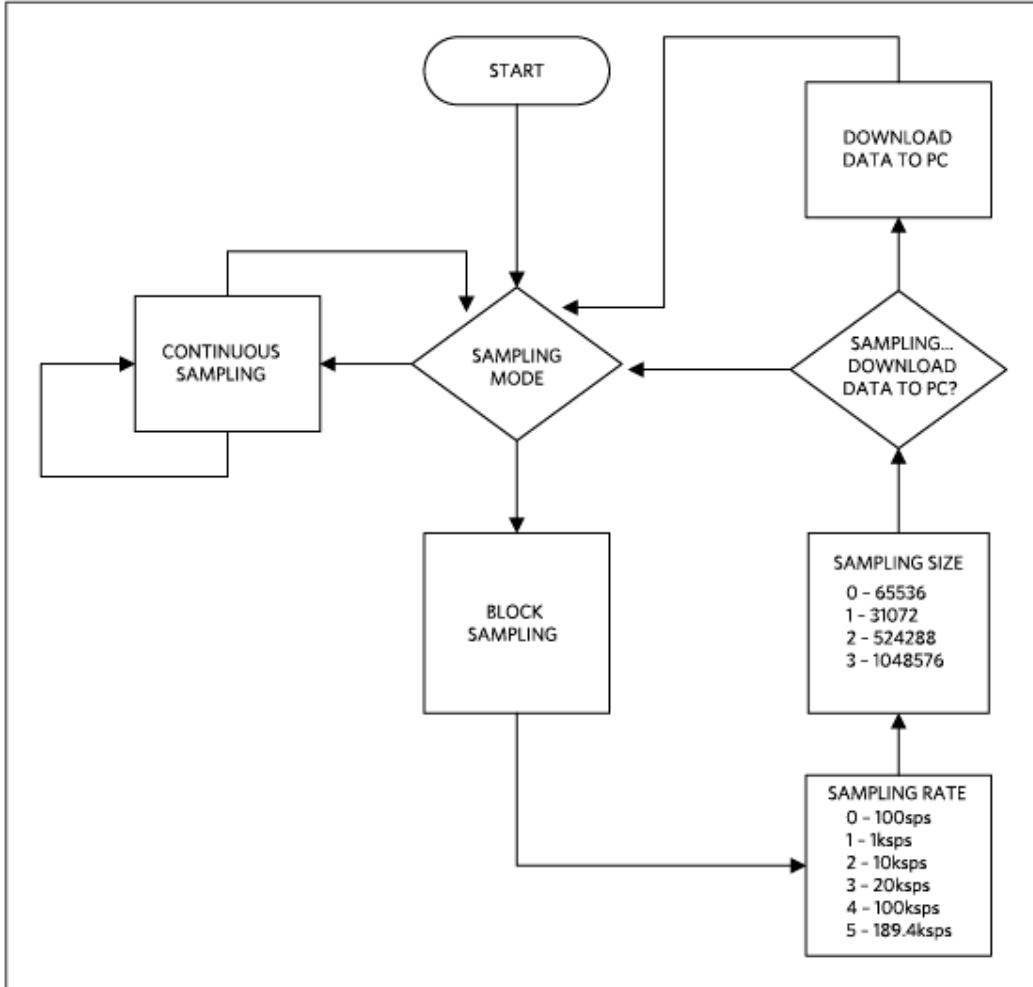 START
DOWNLOAD
DATA TO PC
CONTINUOUS
SAMPLING
SAMPLING
MODE
SAMPLING...
DOWNLOAD
DATA TO PC?
BLOCK
SAMPLING
SAMPLING SIZE
0 – 65536
1 – 31072
2 – 524288
3 – 1048576
SAMPLING RATE
0 – 100sps
1 – 1ksps
2 – 10ksps
3 – 20ksps
4 – 100ksps
5 – 189.4ksps